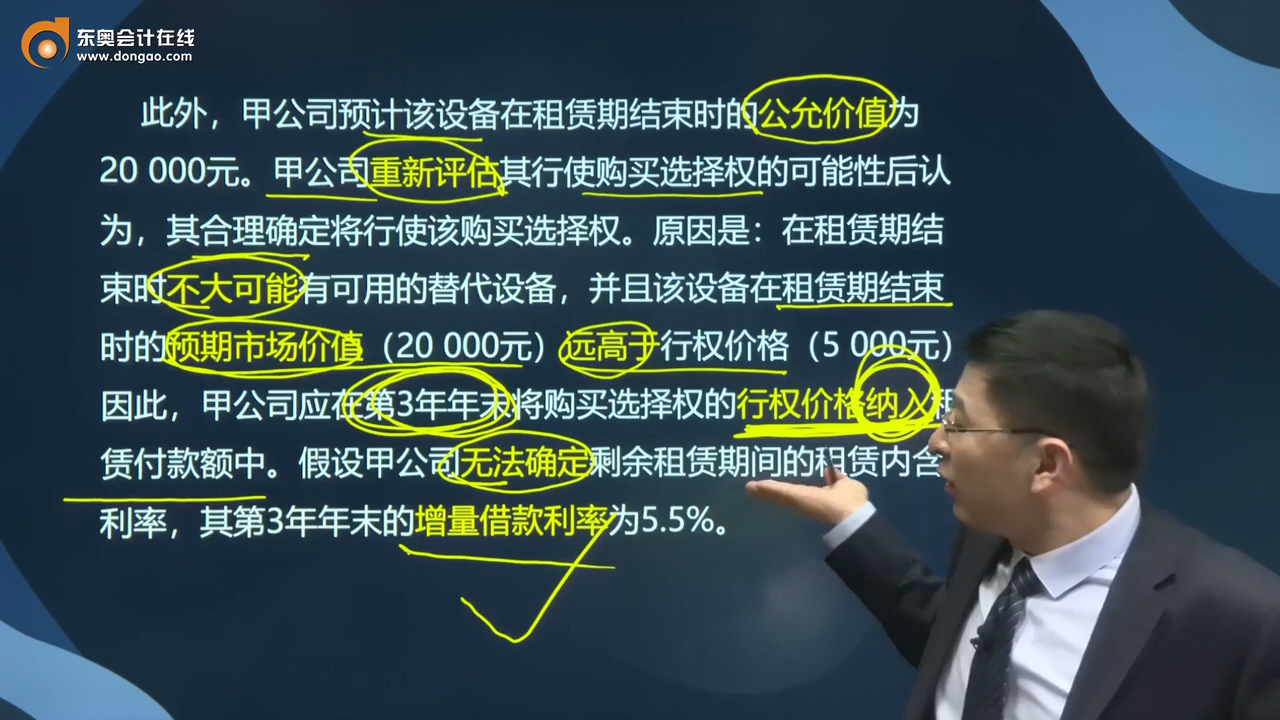 东奥会计在线
www.dongao.com
此外，甲公司预计该设备在租赁期结束时的公允价值为
20 000元。甲公司重新评估其行使购买选择权的可能性后认
为，其合理确定将行使该购买选择权。原因是：在租赁期结
束时不大可能有可用的替代设备，并且该设备在租赁期结束
时的预期市场价值（20 000元）远高于行权价格（5 000元）
因此，甲公司应在第3年年末将购买选择权的行权价格纳入租
赁付款额中。假设甲公司无法确定剩余租赁期间的租赁内含
利率，其第3年年末的增量借款利率为5.5%。